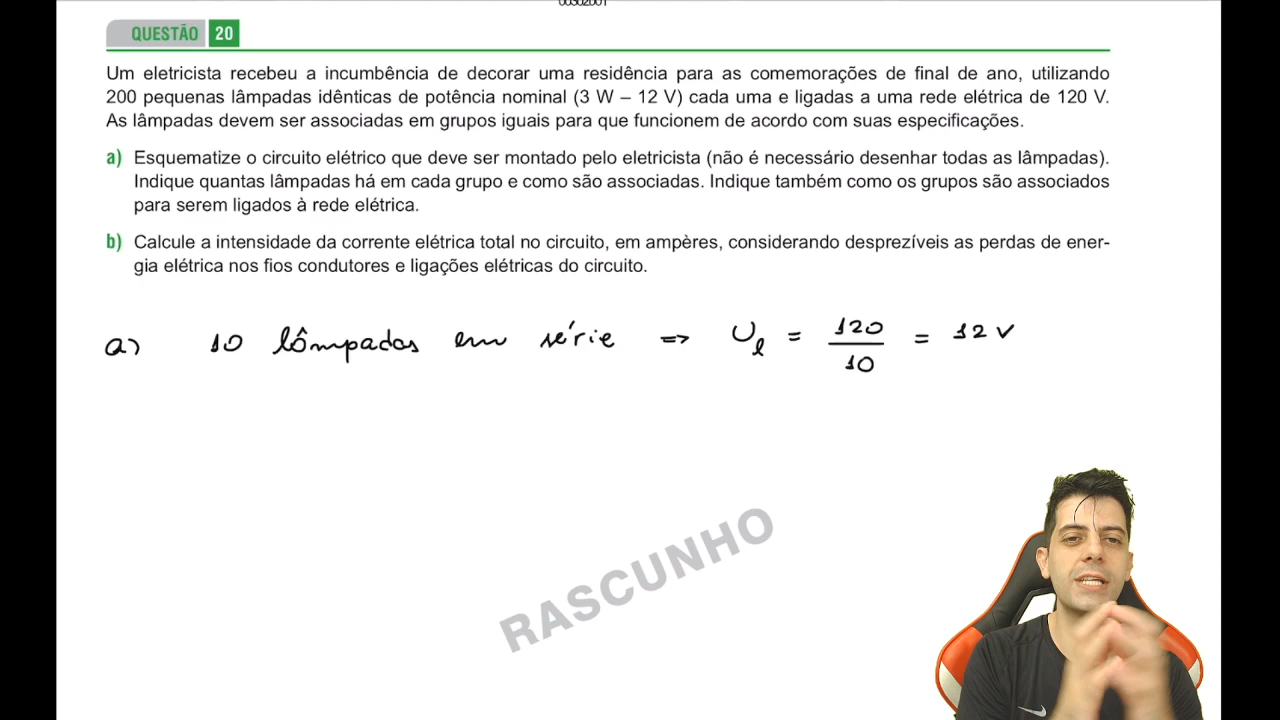 QUESTÃO 20
Um eletricista recebeu a incumbência de decorar uma residência para as comemorações de final de ano, utilizando
200 pequenas lâmpadas idênticas de potência nominal (3 W – 12 V) cada uma e ligadas a uma rede elétrica de 120 V.
As lâmpadas devem ser associadas em grupos iguais para que funcionem de acordo com suas especificações.
a) Esquematize o circuito elétrico que deve ser montado pelo eletricista (não é necessário desenhar todas as lâmpadas).
Indique quantas lâmpadas há em cada grupo e como são associadas. Indique também como os grupos são associados
para serem ligados à rede elétrica.
b) Calcule a intensidade da corrente elétrica total no circuito, em ampères, considerando desprezíveis as perdas de ener-
gia elétrica nos fios condutores e ligações elétricas do circuito.
a) 10 lâmpadas em série => Uℓ = 120/10 = 12 V
RASCUNHO